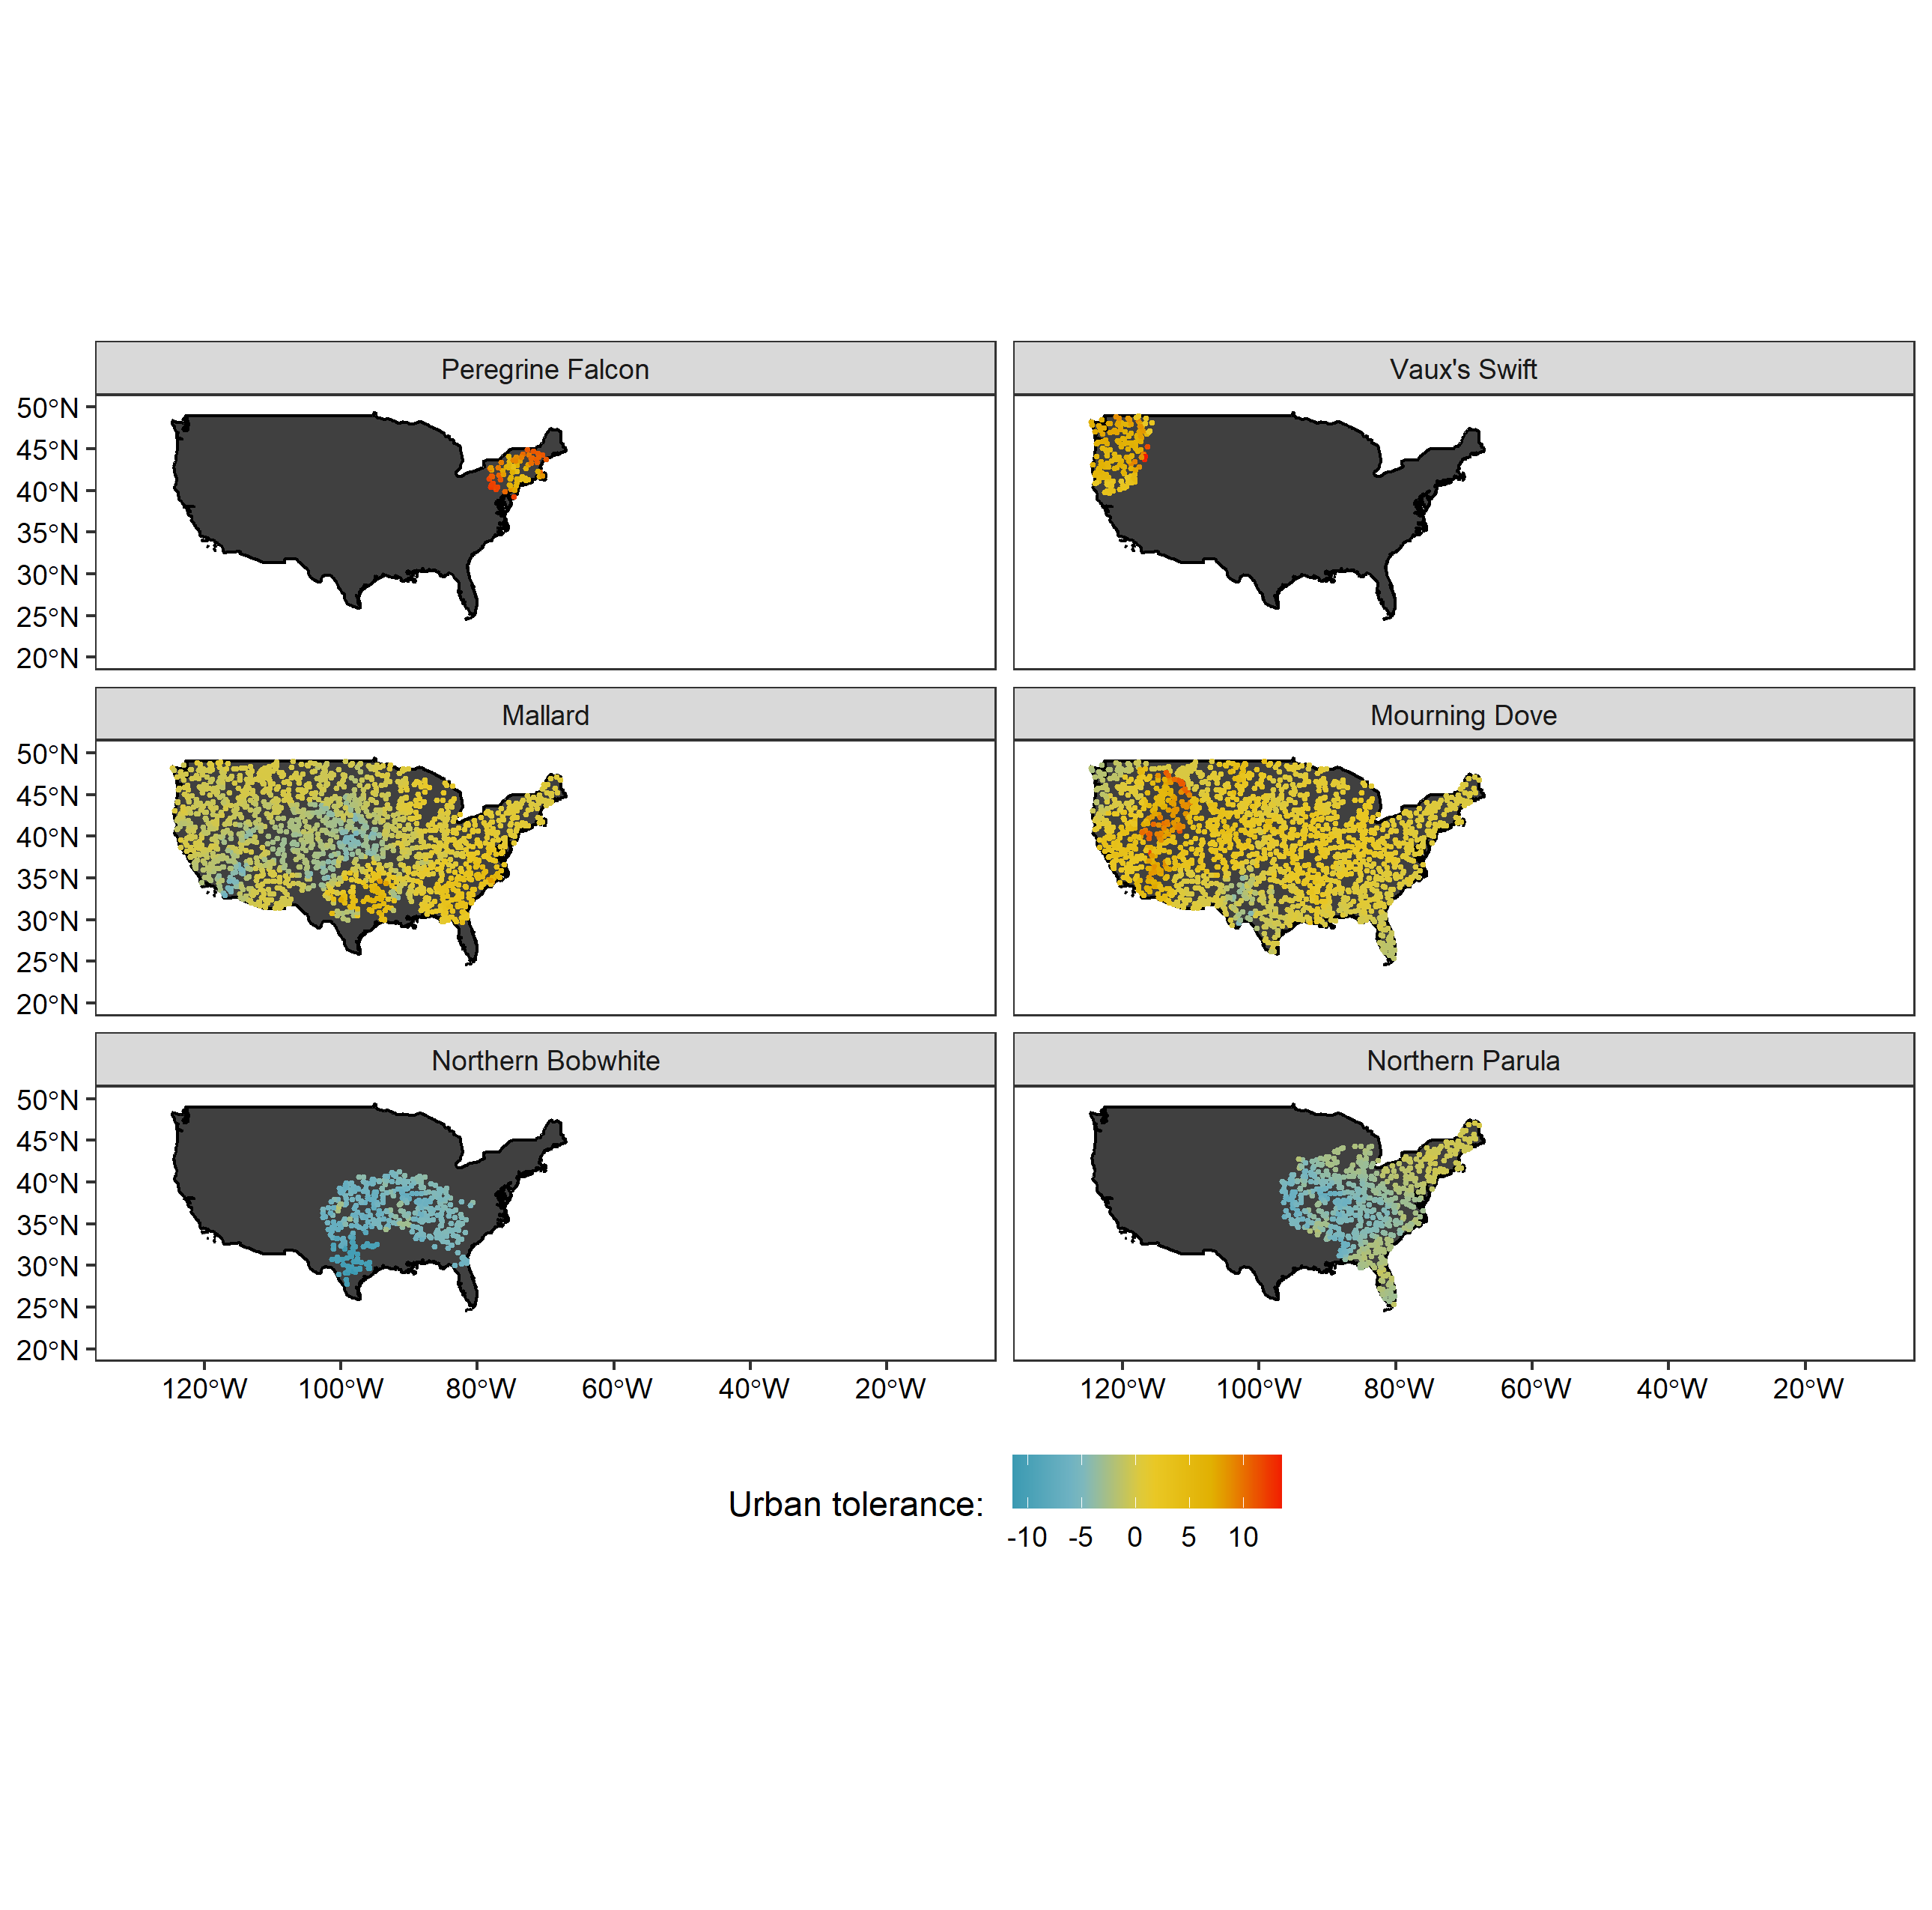 Peregrine Falcon
Vaux's Swift
50°N
45°N
40°N
35°N
30°N
25°N
20°N
Mallard
Mourning Dove
50°N
45°N
40°N
35°N
30°N
25°N
20°N
Northern Bobwhite
Northern Parula
50°N
45°N
40°N
35°N
30°N
25°N
20°N
120°W 100°W 80°W 60°W 40°W 20°W
120°W 100°W 80°W 60°W 40°W 20°W
Urban tolerance:
-10 -5 0 5 10